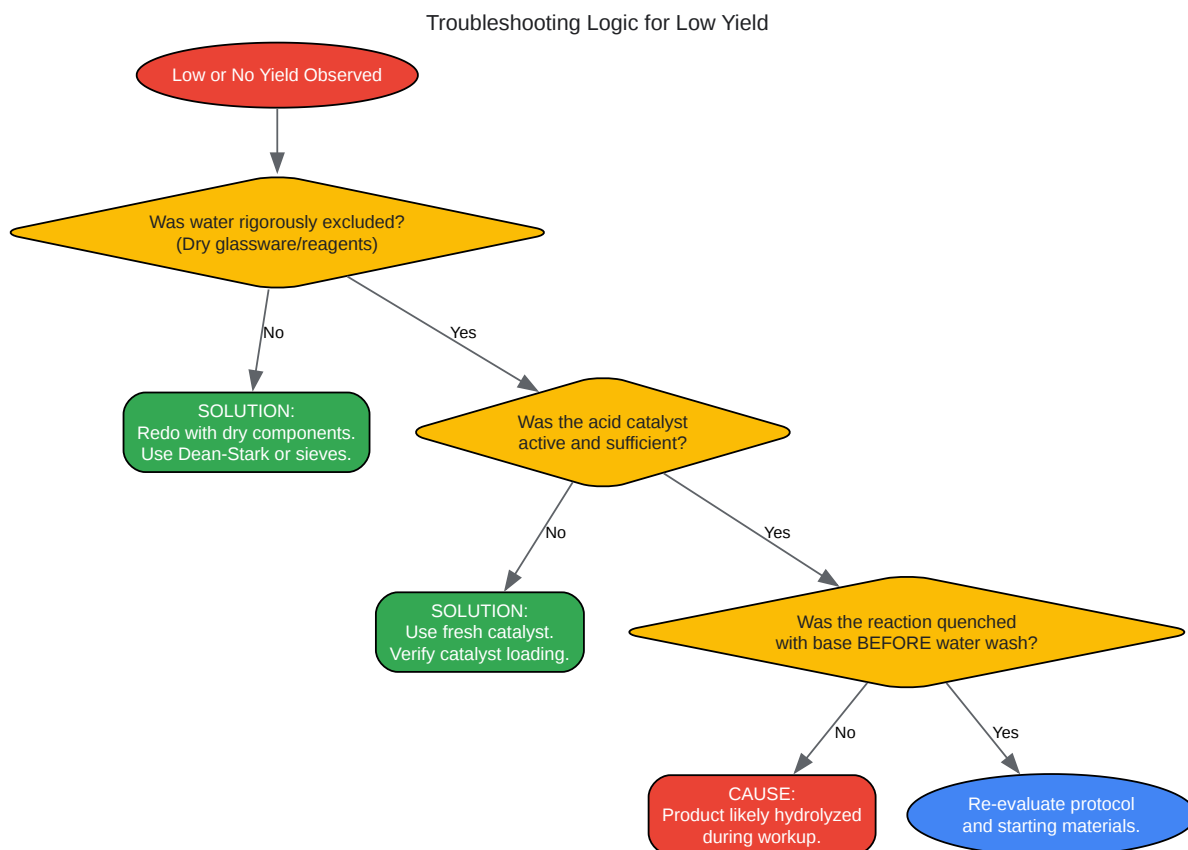 Troubleshooting Logic for Low Yield
Low or No Yield Observed
Was water rigorously excluded?
(Dry glassware/reagents)
No
Yes
SOLUTION:
Redo with dry components.
Use Dean-Stark or sieves.
Was the acid catalyst
active and sufficient?
No
Yes
SOLUTION:
Use fresh catalyst.
Verify catalyst loading.
Was the reaction quenched
with base BEFORE water wash?
No
Yes
CAUSE:
Product likely hydrolyzed
during workup.
Re-evaluate protocol
and starting materials.